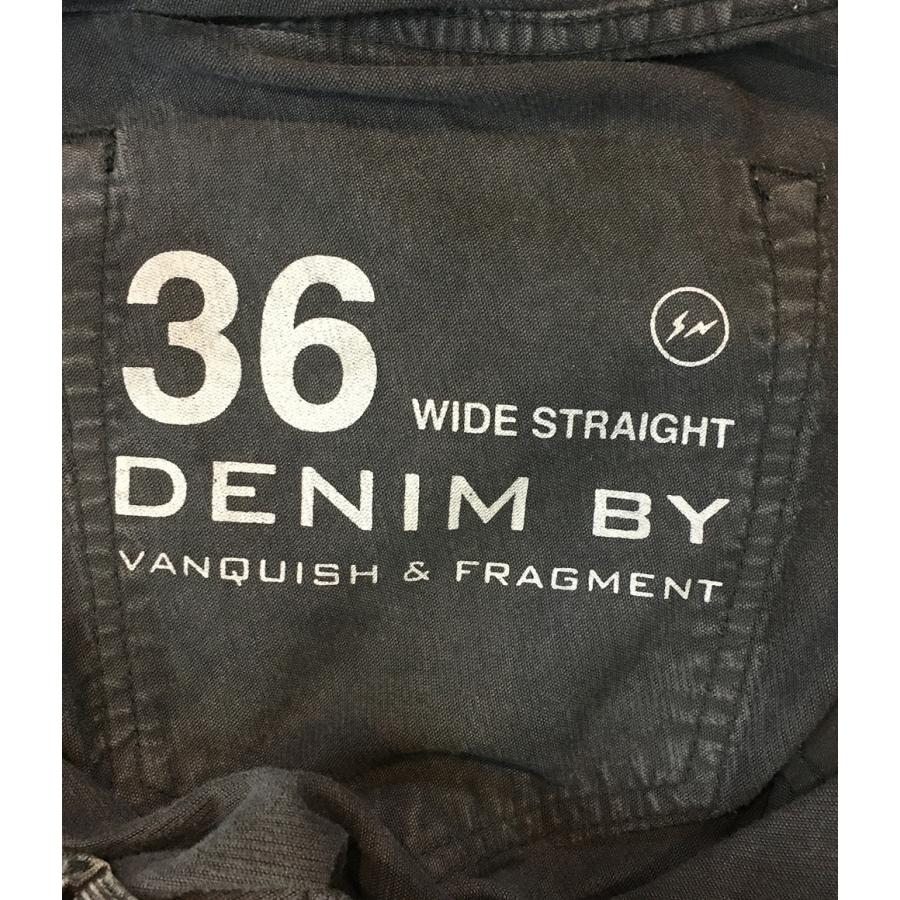 36 WIDE STRAIGHT
DENIM BY
VANQUISH & FRAGMENT